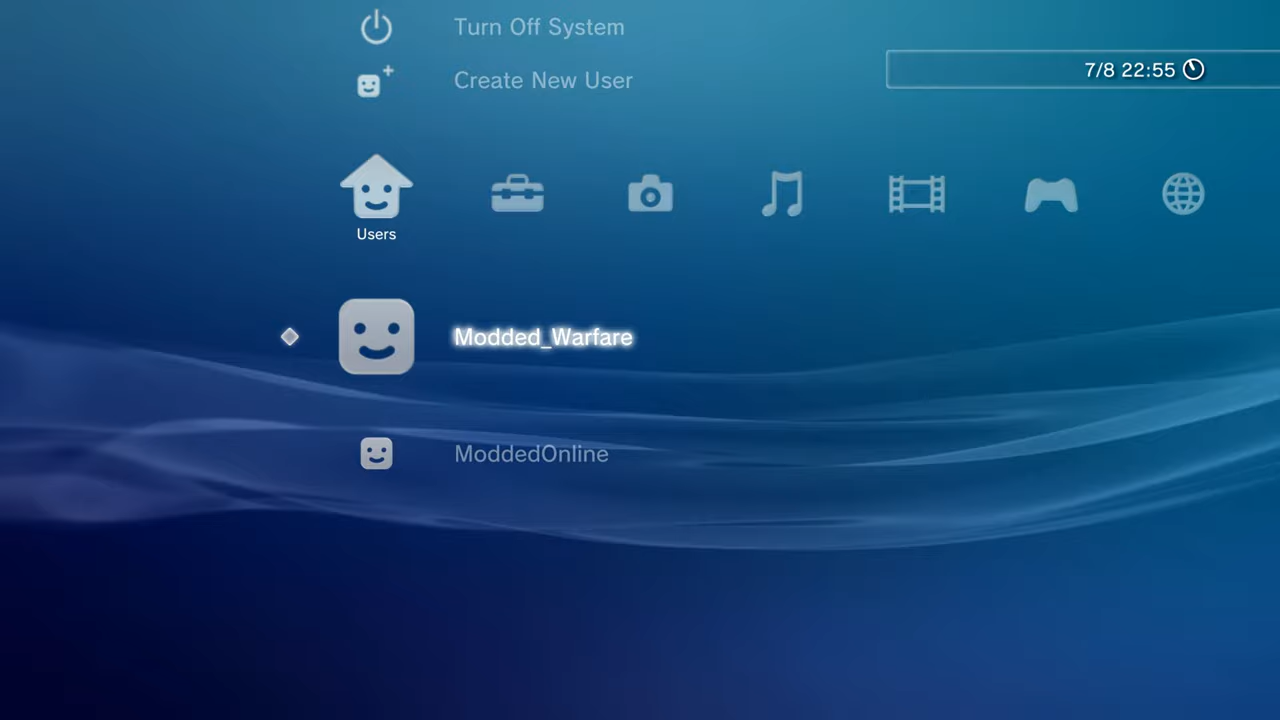 Turn Off System
Create New User
7/8 22:55
Users
Modded_Warfare
ModdedOnline